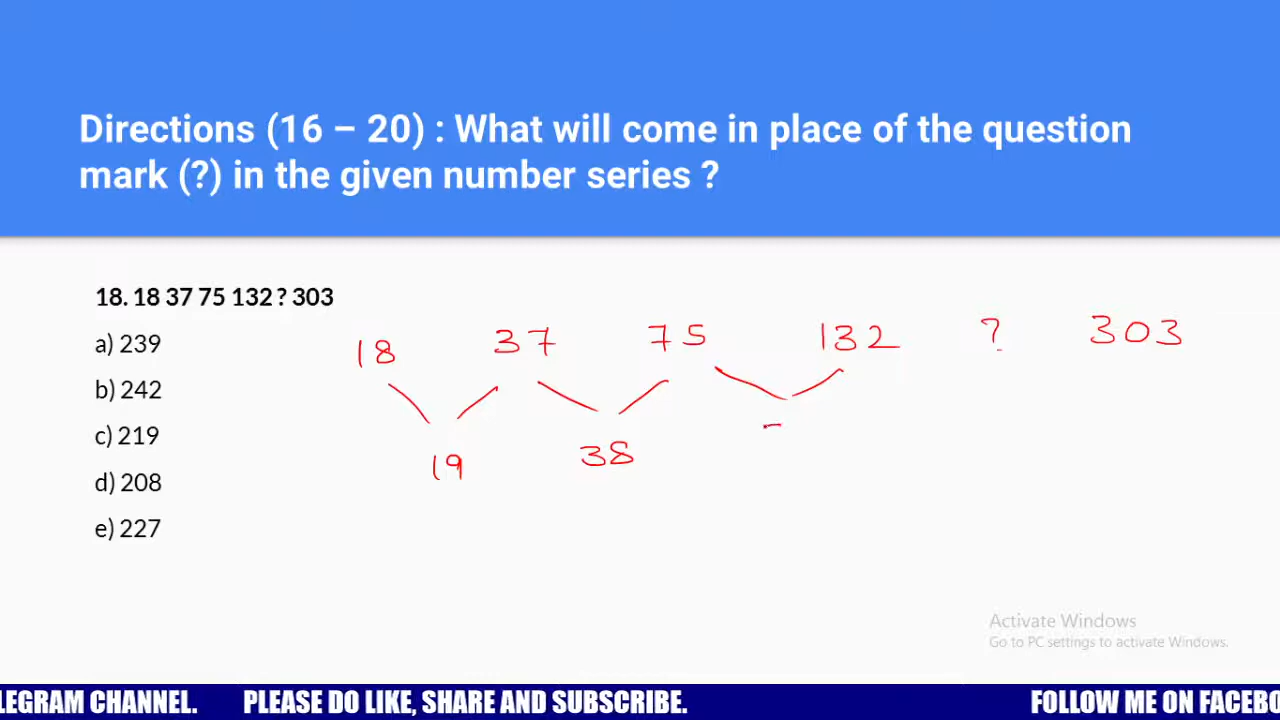 Directions (16 – 20) : What will come in place of the question
mark (?) in the given number series ?
18. 18 37 75 132 ? 303
a) 239
b) 242
c) 219
d) 208
e) 227
18 37 75 132 ? 303
19 38
Activate Windows
Go to PC settings to activate Windows.
LEGRAM CHANNEL. PLEASE DO LIKE, SHARE AND SUBSCRIBE. FOLLOW ME ON FACEBO